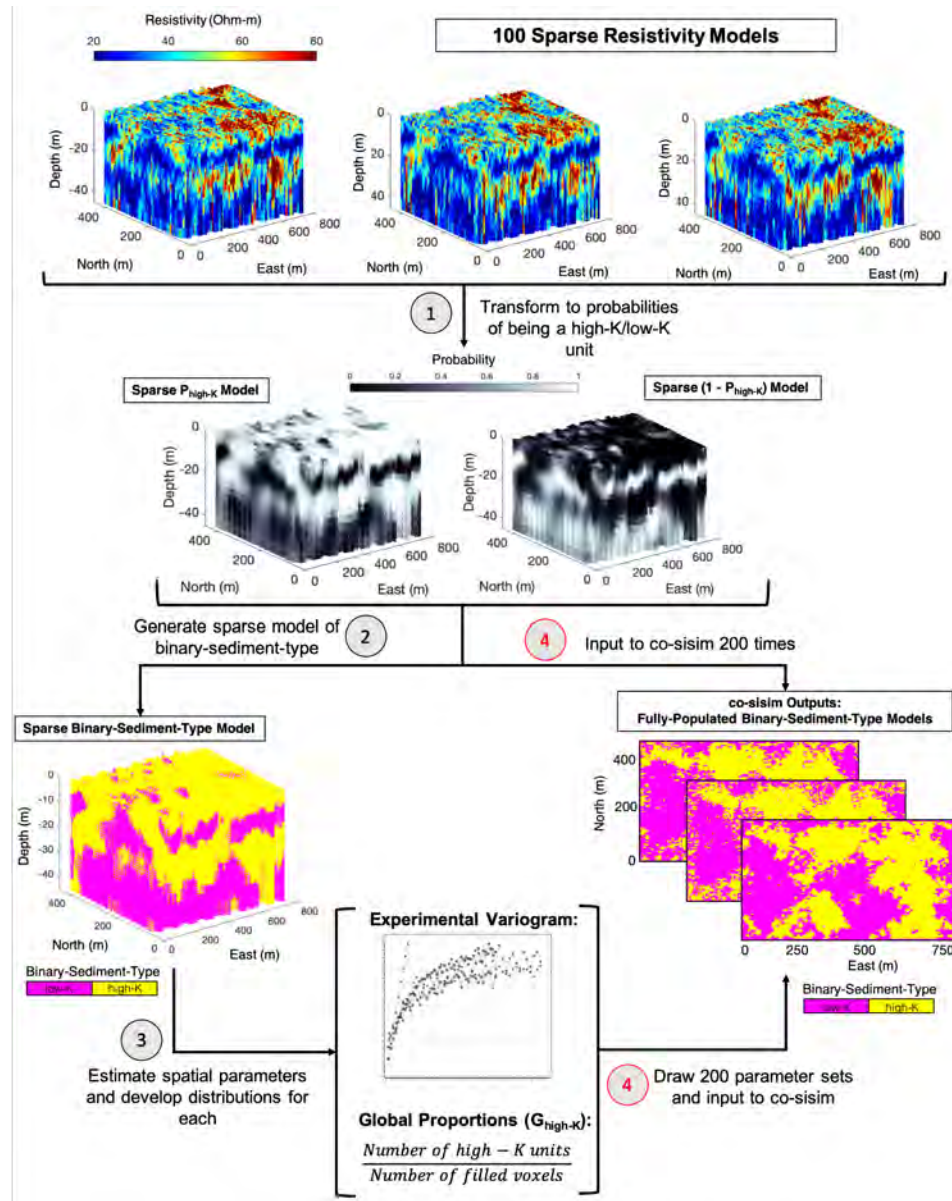 Resistivity (Ohm-m)
20 40 60 80
100 Sparse Resistivity Models
0
-20
-40
Depth (m)
400
200
0
North (m)
0 200 400 600 800
East (m)
0
20
40
Depth (m)
400
200
0
North (m)
0 200 400 600 800
East (m)
0
20
40
Depth (m)
400
200
0
North (m)
0 200 400 600 800
East (m)
1
Transform to probabilities
of being a high-K/low-K
unit
Probability
0 0.2 0.4 0.6 0.8 1
Sparse Phigh-K Model
Sparse (1 - Phigh-K) Model
0
-20
-40
Depth (m)
400
200
0
North (m)
0 200 400 600 800
East (m)
0
-20
-40
Depth (m)
400
200
0
North (m)
0 200 400 600 800
East (m)
Generate sparse model of
binary-sediment-type
2
4
Input to co-sisim 200 times
Sparse Binary-Sediment-Type Model
co-sisim Outputs:
Fully-Populated Binary-Sediment-Type Models
0
-10
-20
-30
-40
Depth (m)
400
200
0
North (m)
0 200 400 600 800
East (m)
Binary-Sediment-Type
low-K high-K
400
200
0
North (m)
0 250 500 750
East (m)
Binary-Sediment-Type
low-K high-K
3
Estimate spatial parameters
and develop distributions for
each
Experimental Variogram:
Global Proportions (Ghigh-K):
Number of high − K units
Number of filled voxels
4
Draw 200 parameter sets
and input to co-sisim